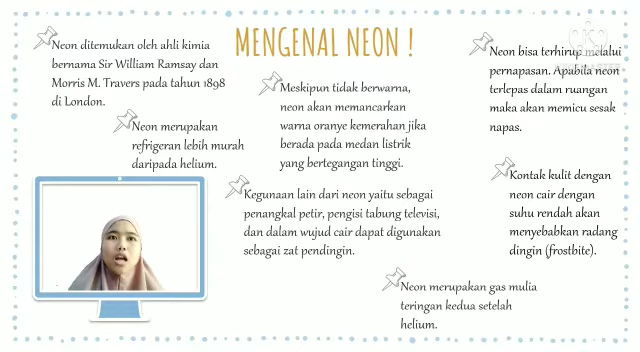 MENGENAL NEON !
Neon ditemukan oleh ahli kimia
bernama Sir William Ramsay dan
Morris M. Travers pada tahun 1898
di London.
Neon merupakan
refrigeran lebih murah
daripada helium.
Meskipun tidak berwarna,
neon akan memancarkan
warna oranye kemerahan jika
berada pada medan listrik
yang bertegangan tinggi.
Kegunaan lain dari neon yaitu sebagai
penangkal petir, pengisi tabung televisi,
dan dalam wujud cair dapat digunakan
sebagai zat pendingin.
Neon bisa terhirup melalui
pernapasan. Apabila neon
terlepas dalam ruangan
maka akan memicu sesak
napas.
Kontak kulit dengan
neon cair dengan
suhu rendah akan
menyebabkan radang
dingin (frostbite).
Neon merupakan gas mulia
teringan kedua setelah
helium.